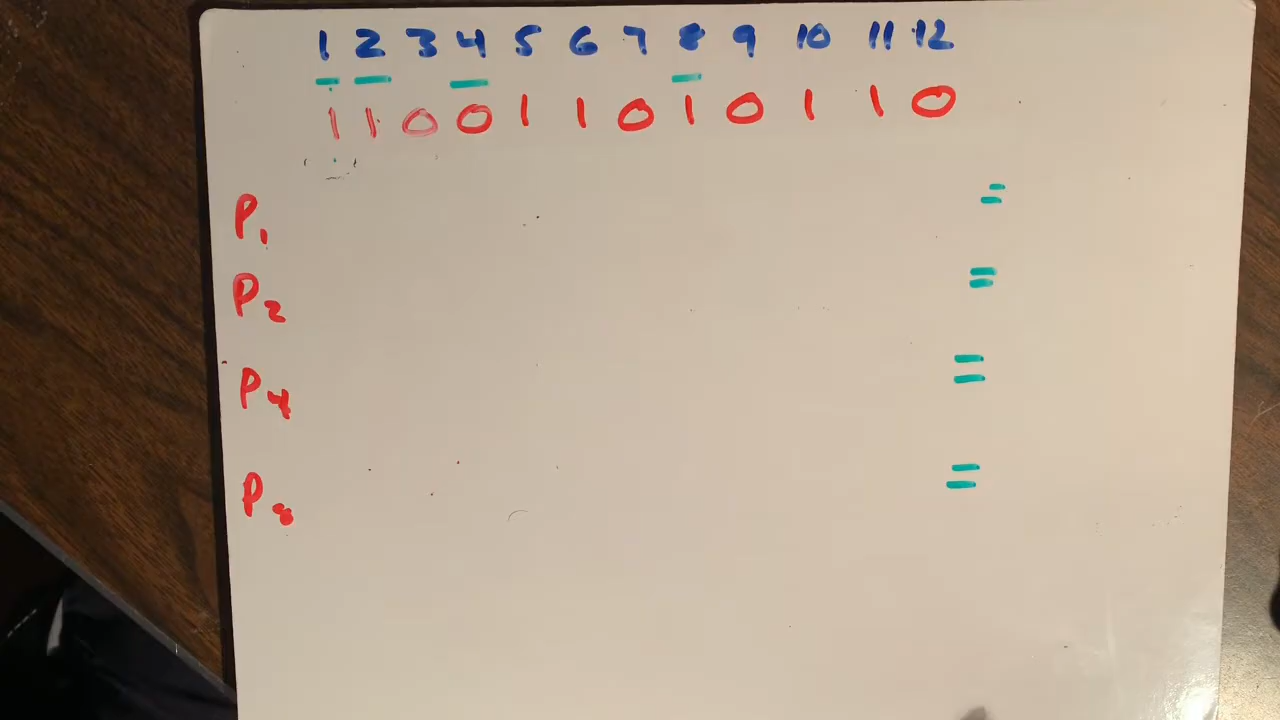 1 2 3 4 5 6 7 8 9 10 11 12
1 1 0 0 1 1 0 1 0 1 1 0
P1 =
P2 =
P4 =
P8 =